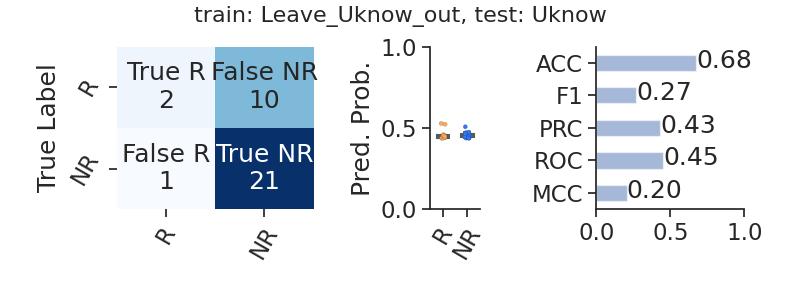 train: Leave_Uknow_out, test: Uknow
True Label
R
NR
True R
2
False NR
10
False R
1
True NR
21
R
NR
Pred. Prob.
1.0
0.5
0.0
R
NR
ACC
F1
PRC
ROC
MCC
0.68
0.27
0.43
0.45
0.20
0.0 0.5 1.0